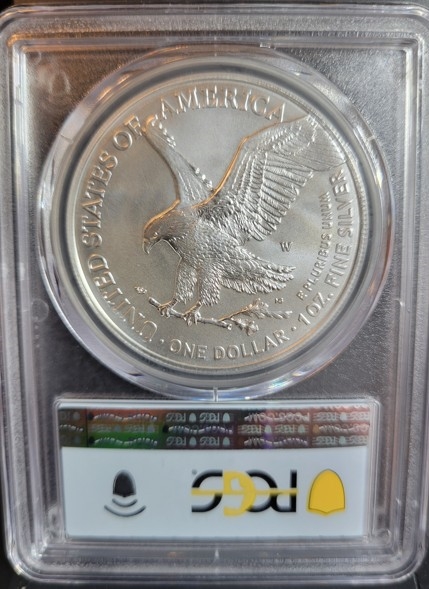 UNITED STATES OF AMERICA
W
E PLURIBUS UNUM
· ONE DOLLAR · 1 OZ. FINE SILVER
PCGS